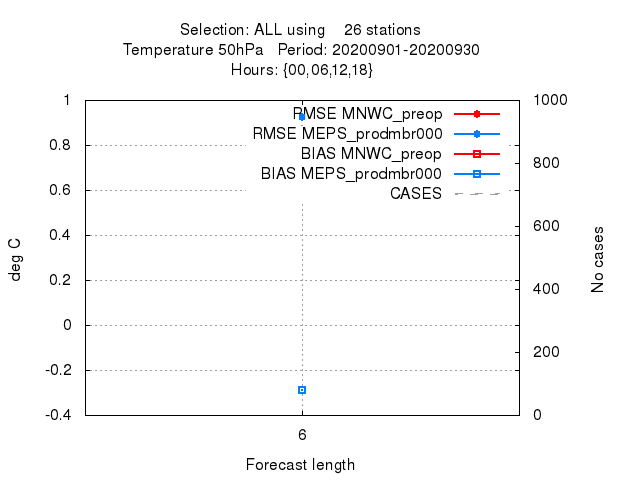 Selection: ALL using    26 stations
Temperature 50hPa   Period: 20200901-20200930
Hours: {00,06,12,18}
1
0.8
0.6
0.4
0.2
0
-0.2
-0.4
deg C
RMSE MNWC_preop
RMSE MEPS_prodmbr000
BIAS MNWC_preop
BIAS MEPS_prodmbr000
CASES
1000
800
600
400
200
0
No cases
6
Forecast length